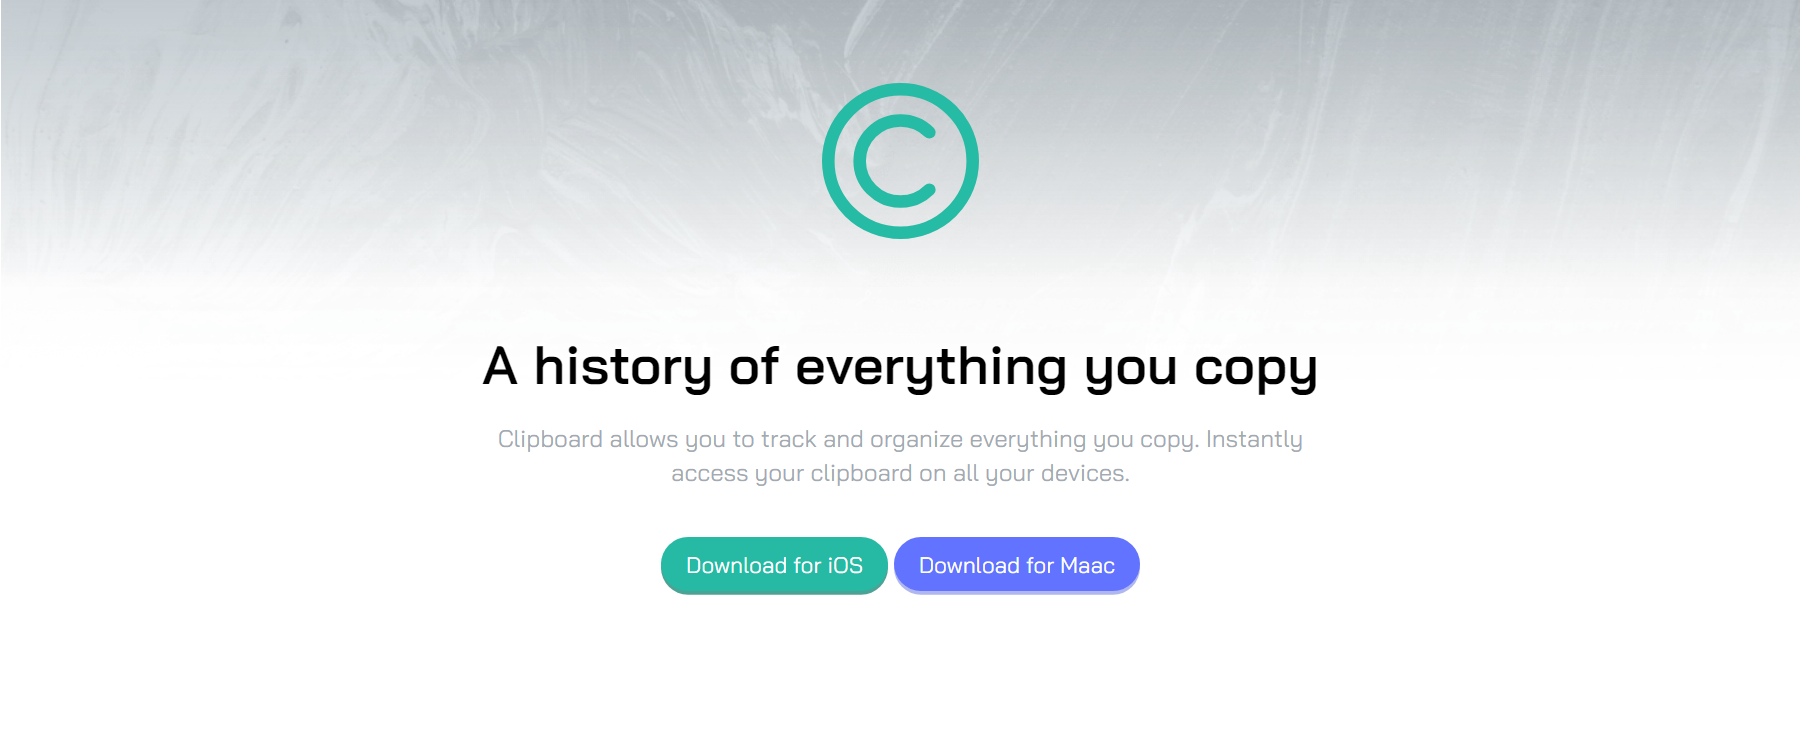 A history of everything you copy
Clipboard allows you to track and organize everything you copy. Instantly
access your clipboard on all your devices.
Download for iOS
Download for Maac